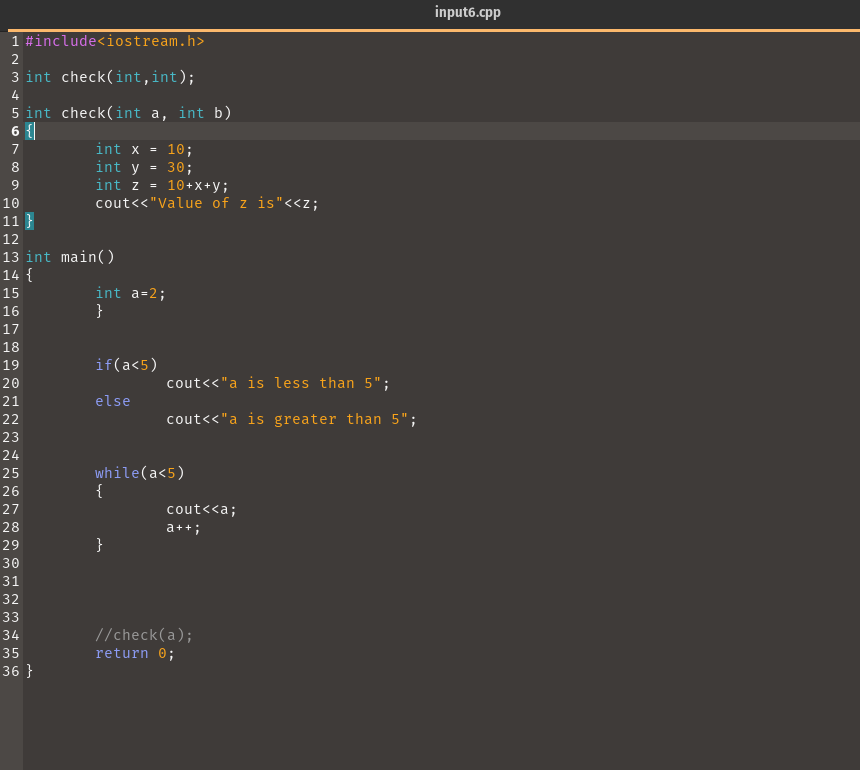 input6.cpp
1 #include<iostream.h>
2
3 int check(int,int);
4
5 int check(int a, int b)
6 {
7         int x = 10;
8         int y = 30;
9         int z = 10+x+y;
10         cout<<"Value of z is"<<z;
11 }
12
13 int main()
14 {
15         int a=2;
16         }
17
18
19         if(a<5)
20                 cout<<"a is less than 5";
21         else
22                 cout<<"a is greater than 5";
23
24
25         while(a<5)
26         {
27                 cout<<a;
28                 a++;
29         }
30
31
32
33
34         //check(a);
35         return 0;
36 }